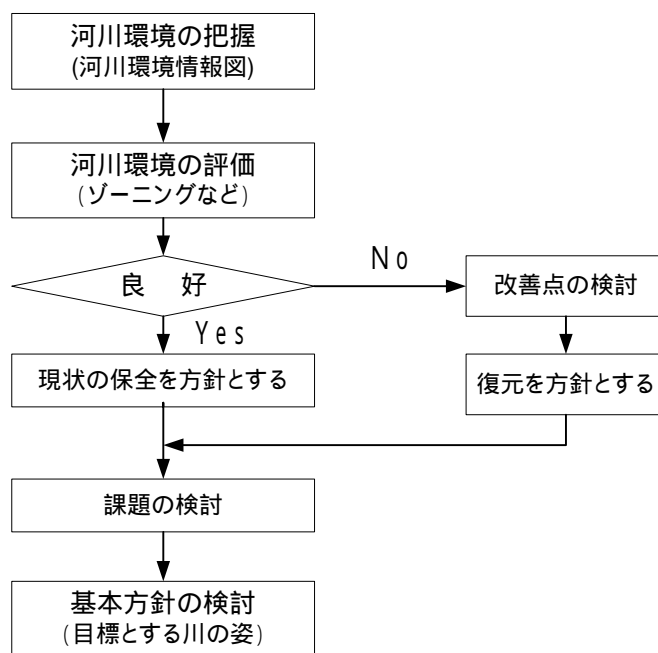 河川環境の把握
(河川環境情報図)
河川環境の評価
(ゾーニングなど)
良 好
No
改善点の検討
Yes
現状の保全を方針とする
復元を方針とする
課題の検討
基本方針の検討
(目標とする川の姿)